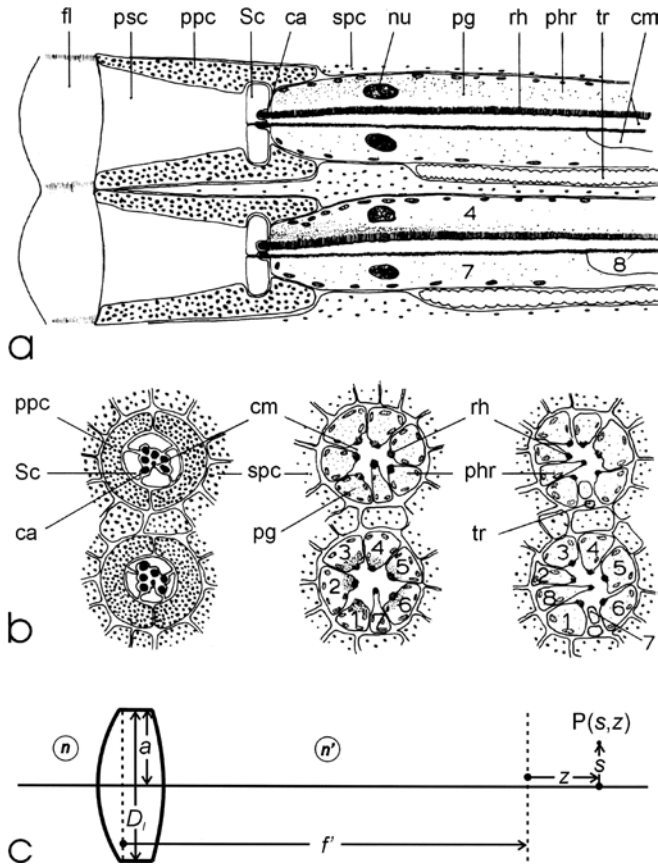 fl psc ppc Sc ca spc nu pg rh phr tr cm
4
7 8
a
ppc cm rh
Sc spc phr
ca pg tr
3 4 5 3 4 5
2 2
8
1 7 6 1 6
7
b
P(s,z)
n a n' s
z
D_l
f'
c